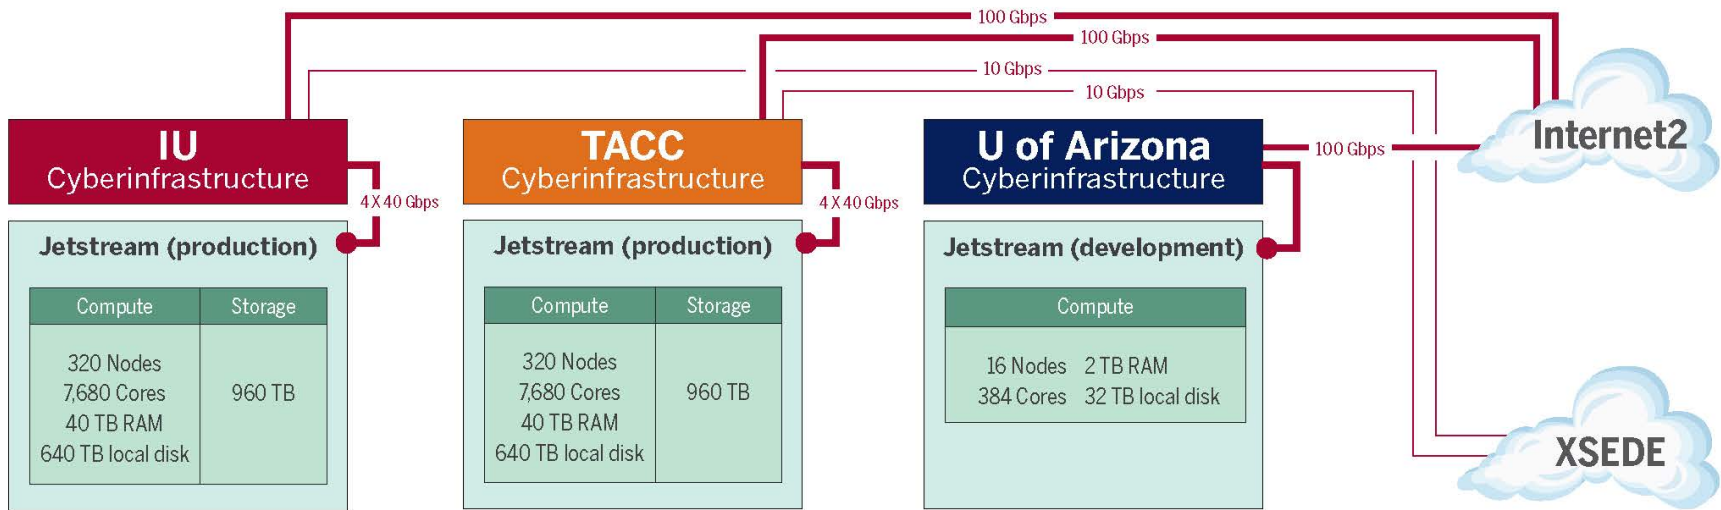 100 Gbps
100 Gbps
10 Gbps
10 Gbps
IU
Cyberinfrastructure
4 X 40 Gbps
Jetstream (production)
Compute Storage
320 Nodes
7,680 Cores
40 TB RAM
640 TB local disk
960 TB
TACC
Cyberinfrastructure
4 X 40 Gbps
Jetstream (production)
Compute Storage
320 Nodes
7,680 Cores
40 TB RAM
640 TB local disk
960 TB
U of Arizona
Cyberinfrastructure
100 Gbps
Jetstream (development)
Compute
16 Nodes 2 TB RAM
384 Cores 32 TB local disk
Internet2
XSEDE